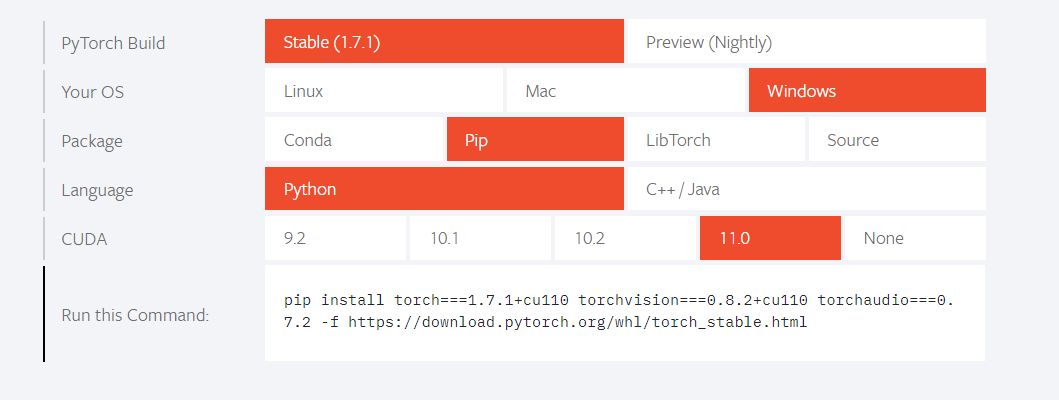 PyTorch Build
Stable (1.7.1)
Preview (Nightly)
Your OS
Linux
Mac
Windows
Package
Conda
Pip
LibTorch
Source
Language
Python
C++ / Java
CUDA
9.2
10.1
10.2
11.0
None
Run this Command:
pip install torch===1.7.1+cu110 torchvision===0.8.2+cu110 torchaudio===0.
7.2 -f https://download.pytorch.org/whl/torch_stable.html